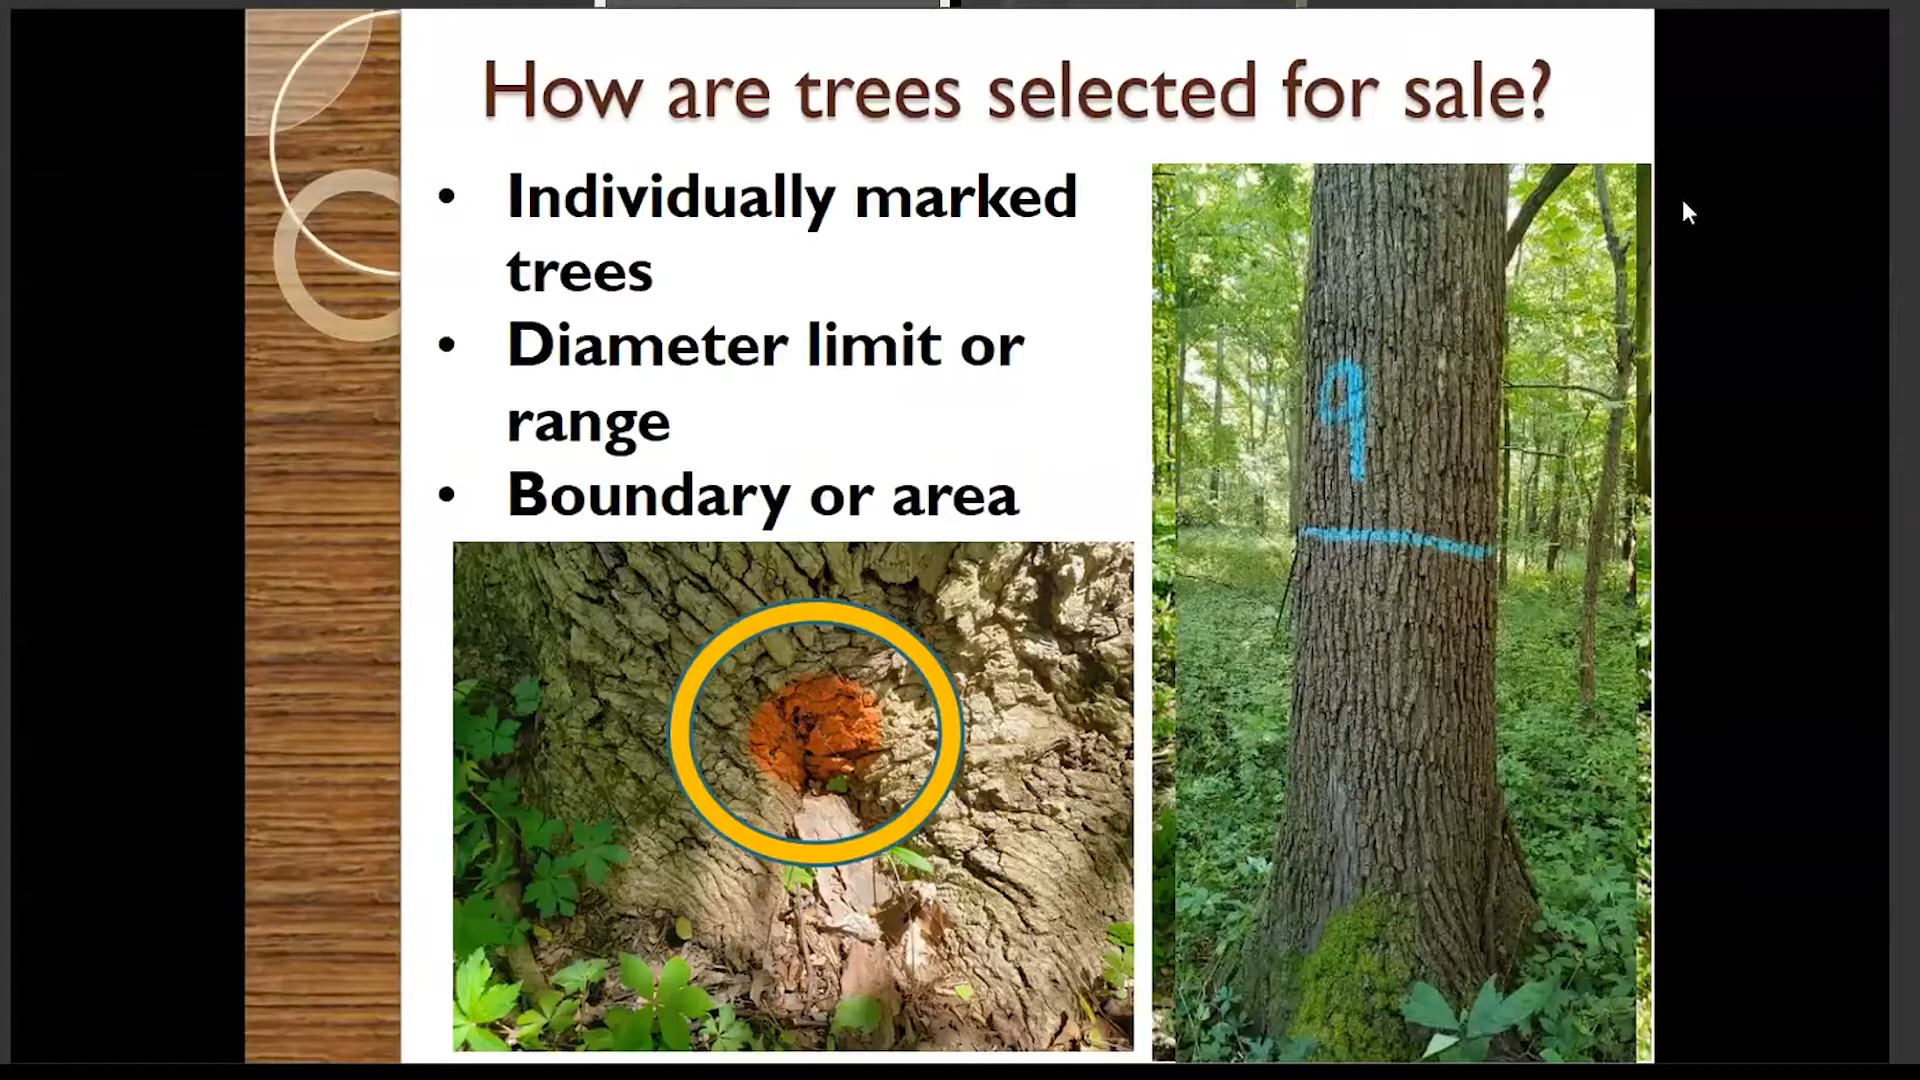 How are trees selected for sale?
• Individually marked
trees
• Diameter limit or
range
• Boundary or area
9